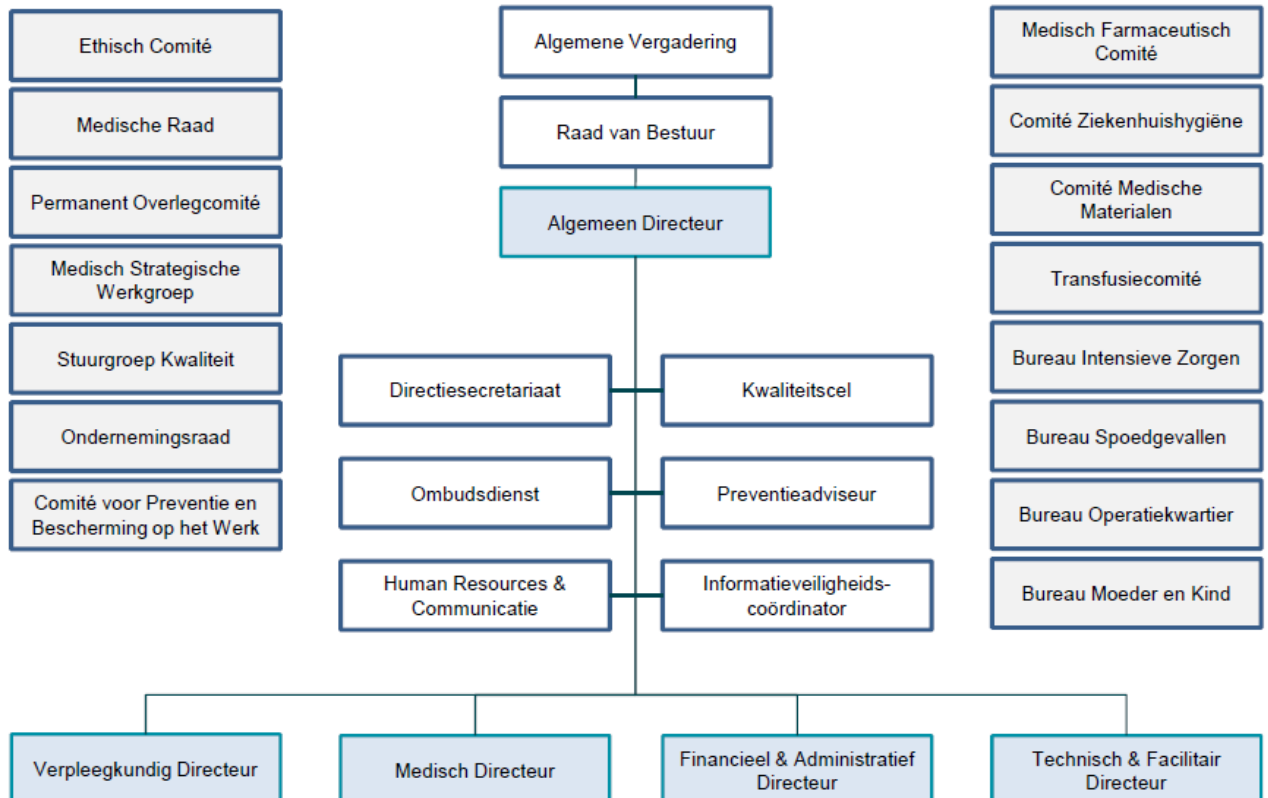 Ethisch Comité
Medische Raad
Permanent Overlegcomité
Medisch Strategische
Werkgroep
Stuurgroep Kwaliteit
Ondernemingsraad
Comité voor Preventie en
Bescherming op het Werk
Algemene Vergadering
Raad van Bestuur
Algemeen Directeur
Directiesecretariaat
Kwaliteitscel
Ombudsdienst
Preventieadviseur
Human Resources &
Communicatie
Informatieveiligheids-
coördinator
Medisch Farmaceutisch
Comité
Comité Ziekenhuishygiëne
Comité Medische
Materialen
Transfusiecomité
Bureau Intensieve Zorgen
Bureau Spoedgevallen
Bureau Operatiekwartier
Bureau Moeder en Kind
Verpleegkundig Directeur
Medisch Directeur
Financieel & Administratief
Directeur
Technisch & Facilitair
Directeur